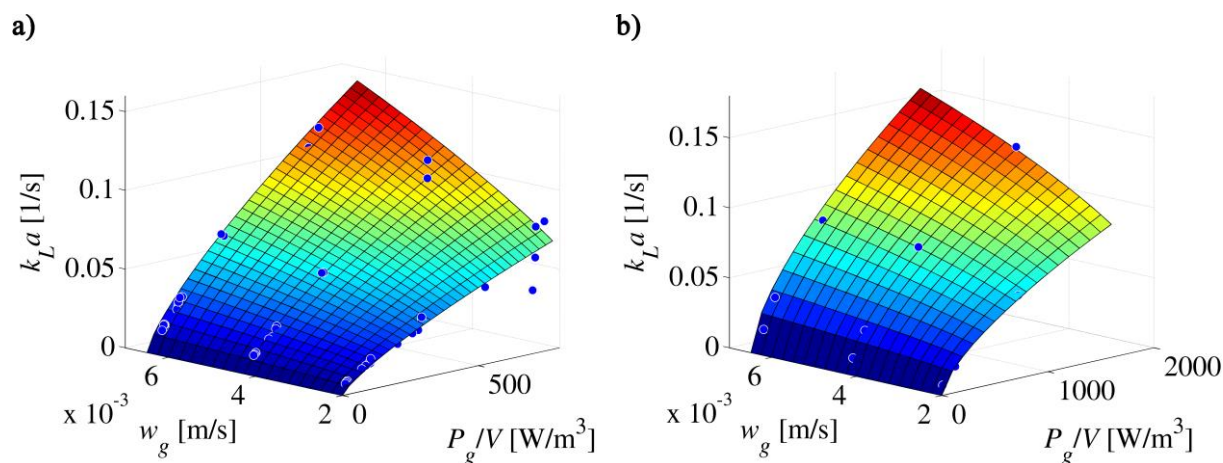 a)
0.15
0.1
0.05
0
k_L a [1/s]
6
4
2
x 10^-3
w_g [m/s]
0
500
P_g/V [W/m^3]
b)
0.15
0.1
0.05
0
k_L a [1/s]
6
4
2
x 10^-3
w_g [m/s]
0
1000
2000
P_g/V [W/m^3]